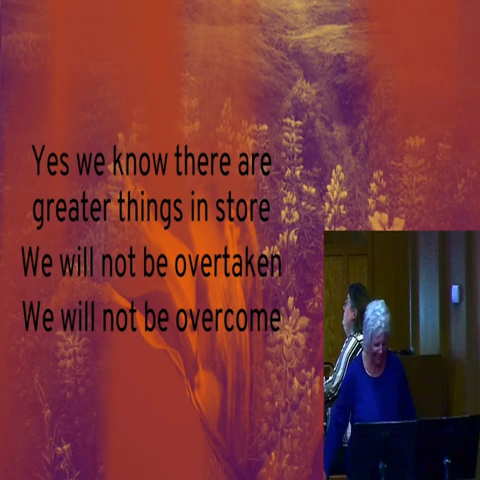 Yes we know there are
greater things in store
We will not be overtaken
We will not be overcome